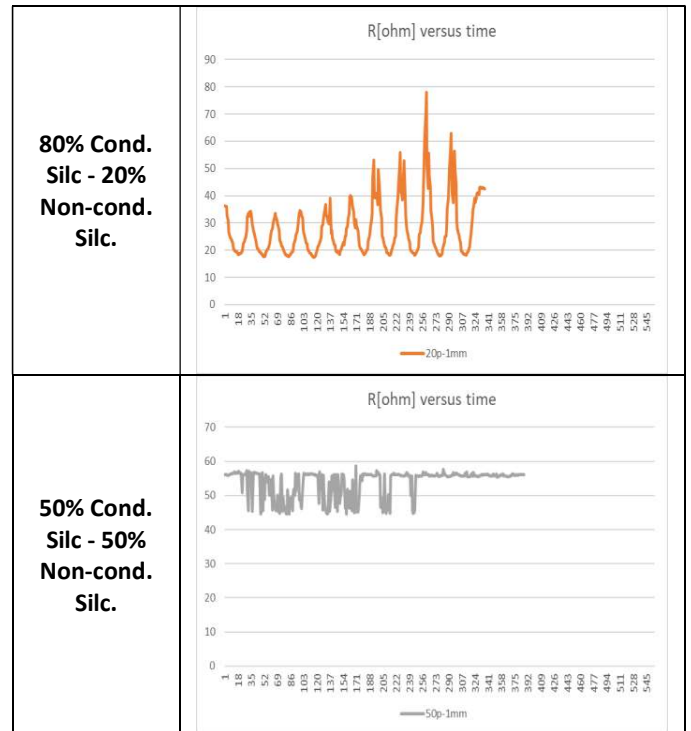 80% Cond.
Silc - 20%
Non-cond.
Silc.
R[ohm] versus time
90
80
70
60
50
40
30
20
10
0
1 18 35 52 69 86 103 120 137 154 171 188 205 222 239 256 273 290 307 324 341 358 375 392 409 426 443 460 477 494 511 528 545
20p-1mm
50% Cond.
Silc - 50%
Non-cond.
Silc.
R[ohm] versus time
70
60
50
40
30
20
10
0
1 18 35 52 69 86 103 120 137 154 171 188 205 222 239 256 273 290 307 324 341 358 375 392 409 426 443 460 477 494 511 528 545
50p-1mm